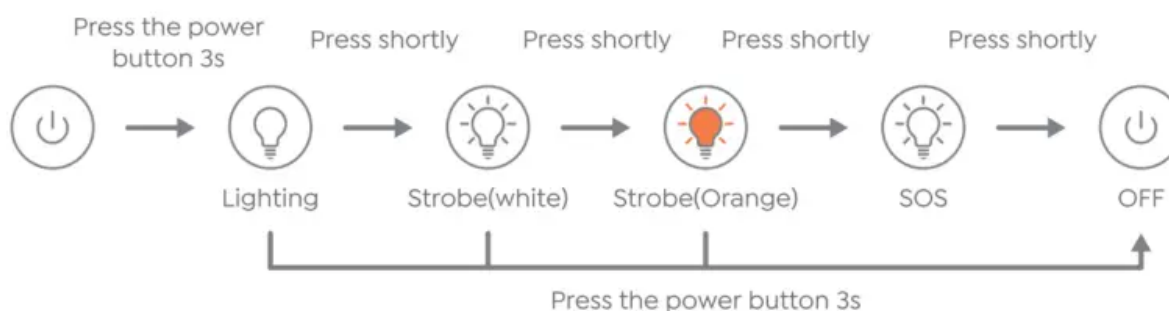 Press the power
button 3s
Press shortly
Press shortly
Press shortly
Press shortly
Lighting
Strobe(white)
Strobe(Orange)
SOS
OFF
Press the power button 3s